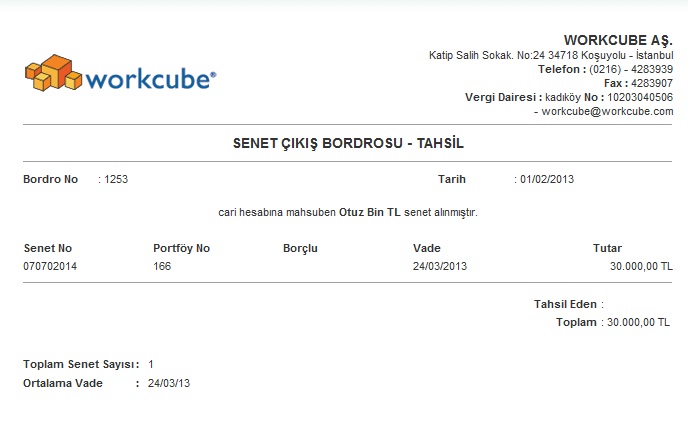 WORKCUBE AŞ.
Katip Salih Sokak. No:24 34718 Koşuyolu - İstanbul
workcube®
Telefon : (0216) - 4283939
Fax : 4283907
Vergi Dairesi : kadıköy No : 10203040506
- workcube@workcube.com
SENET ÇIKIŞ BORDROSU - TAHSİL
Bordro No : 1253 Tarih : 01/02/2013
cari hesabına mahsuben Otuz Bin TL senet alınmıştır.
Senet No Portföy No Borçlu Vade Tutar
070702014 166 24/03/2013 30.000,00 TL
Tahsil Eden :
Toplam : 30.000,00 TL
Toplam Senet Sayısı : 1
Ortalama Vade : 24/03/13